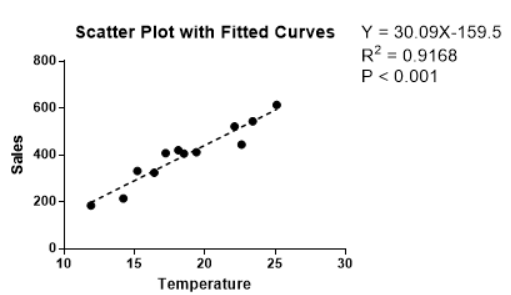 Scatter Plot with Fitted Curves
Y = 30.09X-159.5
R² = 0.9168
P < 0.001
800
600
400
200
0
Sales
10 15 20 25 30
Temperature